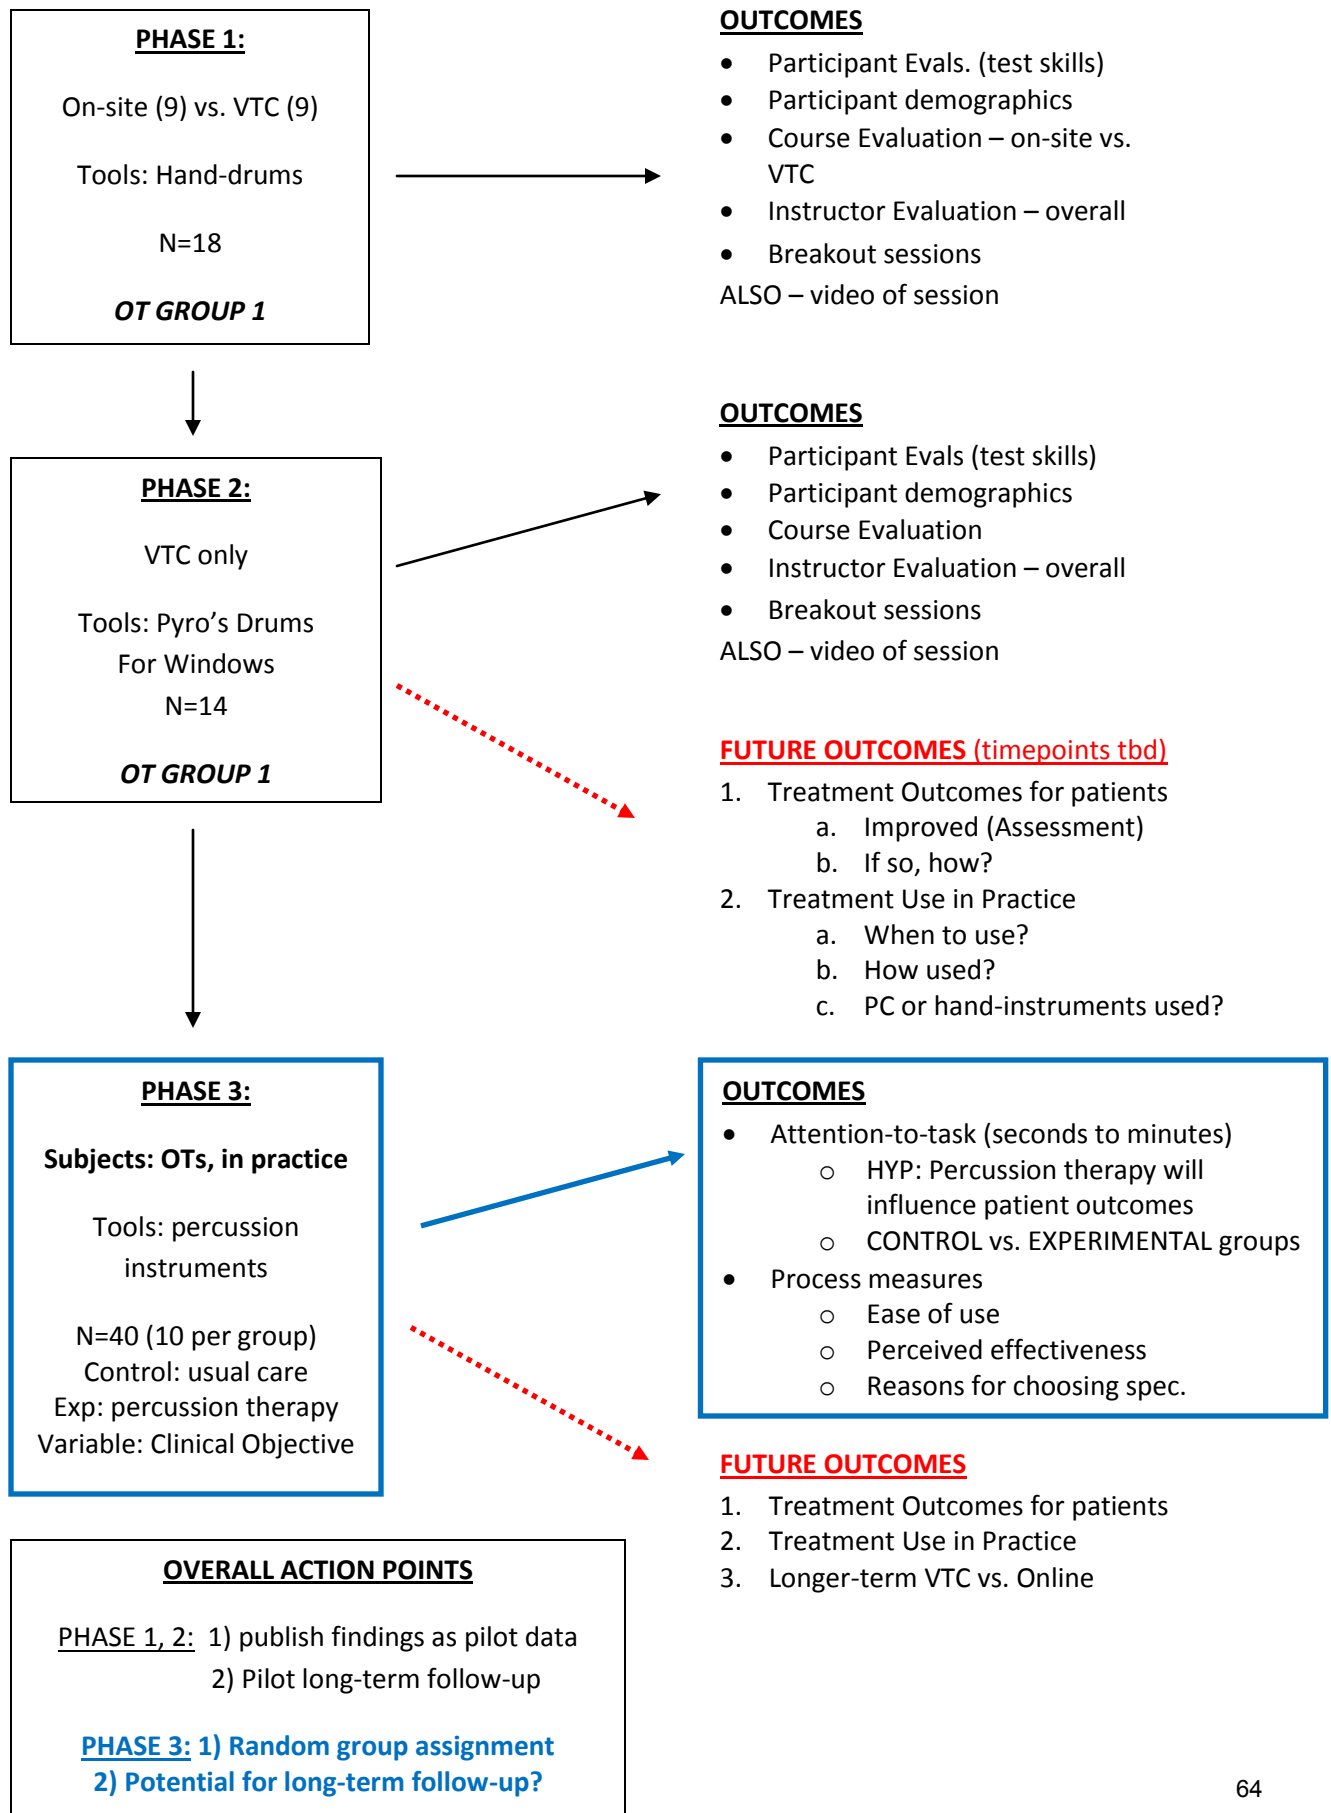 PHASE 1:
On-site (9) vs. VTC (9)
Tools: Hand-drums
N=18
OT GROUP 1
OUTCOMES
• Participant Evals. (test skills)
• Participant demographics
• Course Evaluation – on-site vs.
VTC
• Instructor Evaluation – overall
• Breakout sessions
ALSO – video of session
PHASE 2:
VTC only
Tools: Pyro’s Drums
For Windows
N=14
OT GROUP 1
OUTCOMES
• Participant Evals (test skills)
• Participant demographics
• Course Evaluation
• Instructor Evaluation – overall
• Breakout sessions
ALSO – video of session
FUTURE OUTCOMES (timepoints tbd)
1. Treatment Outcomes for patients
a. Improved (Assessment)
b. If so, how?
2. Treatment Use in Practice
a. When to use?
b. How used?
c. PC or hand-instruments used?
PHASE 3:
Subjects: OTs, in practice
Tools: percussion
instruments
N=40 (10 per group)
Control: usual care
Exp: percussion therapy
Variable: Clinical Objective
OUTCOMES
• Attention-to-task (seconds to minutes)
o HYP: Percussion therapy will
influence patient outcomes
o CONTROL vs. EXPERIMENTAL groups
• Process measures
o Ease of use
o Perceived effectiveness
o Reasons for choosing spec.
FUTURE OUTCOMES
1. Treatment Outcomes for patients
2. Treatment Use in Practice
3. Longer-term VTC vs. Online
OVERALL ACTION POINTS
PHASE 1, 2: 1) publish findings as pilot data
2) Pilot long-term follow-up
PHASE 3: 1) Random group assignment
2) Potential for long-term follow-up?
64